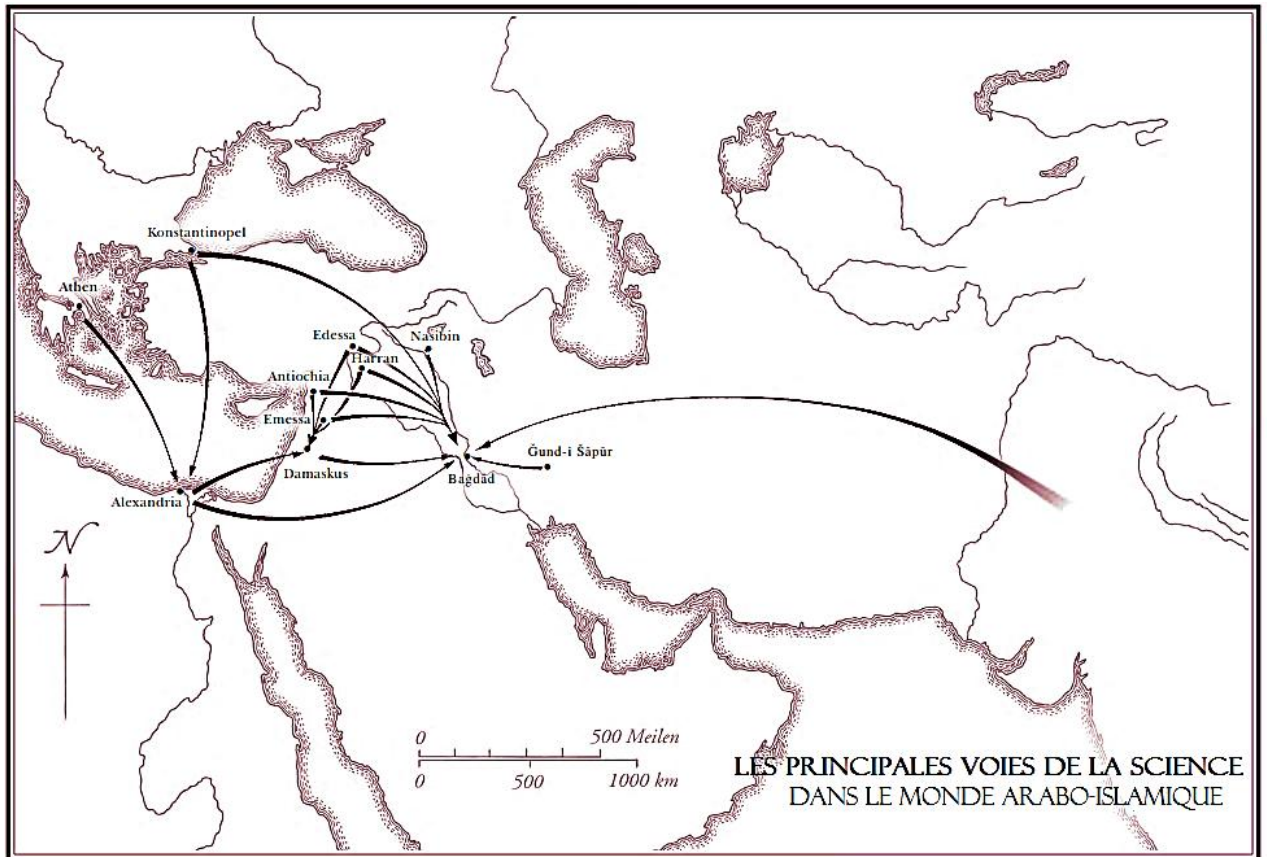 Konstantinopel
Athen
Edessa
Nasibin
Harran
Antiochia
Emessa
Damaskus
Ğund-i Šāpūr
Baġdād
Alexandria
N
0 500 Meilen
0 500 1000 km
LES PRINCIPALES VOIES DE LA SCIENCE
DANS LE MONDE ARABO-ISLAMIQUE